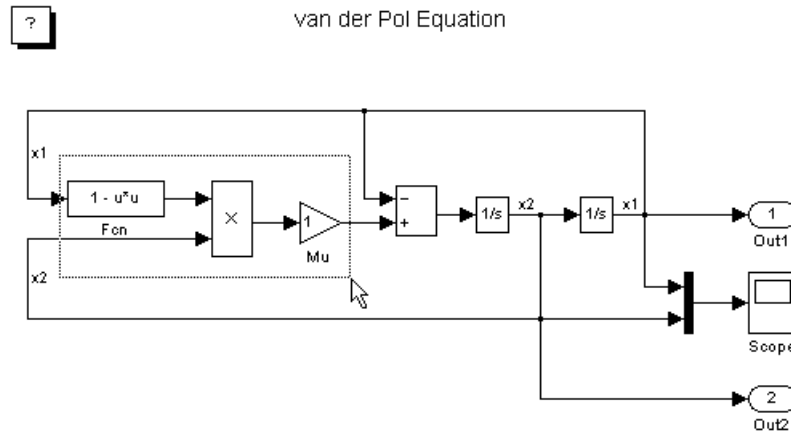 ?
van der Pol Equation
x1
1 - u*u
Fcn
×
1
Mu
−
+
1/s
x2
1/s
x1
1
Out1
x2
Scope
2
Out2